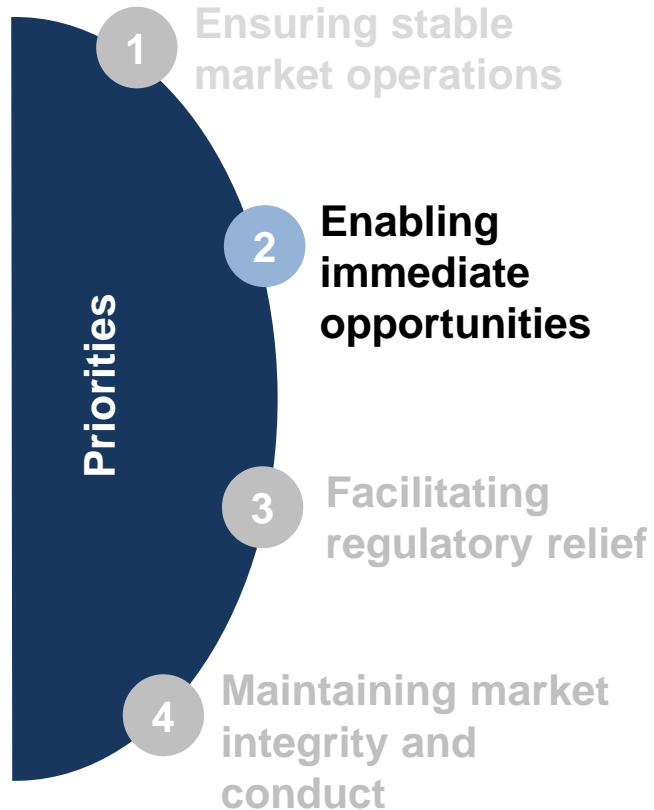 Priorities
1
Ensuring stable
market operations
2
Enabling
immediate
opportunities
3
Facilitating
regulatory relief
4
Maintaining market
integrity and
conduct